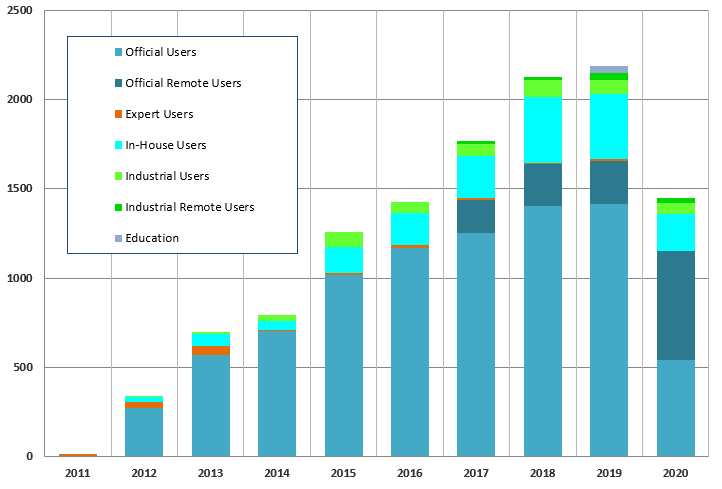 2500
2000
1500
1000
500
0
Official Users
Official Remote Users
Expert Users
In-House Users
Industrial Users
Industrial Remote Users
Education
2011 2012 2013 2014 2015 2016 2017 2018 2019 2020